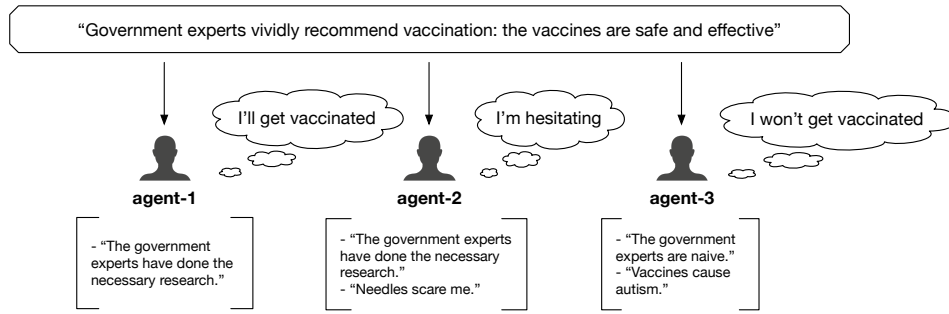 “Government experts vividly recommend vaccination: the vaccines are safe and effective”
I'll get vaccinated
I'm hesitating
I won't get vaccinated
agent-1
agent-2
agent-3
- “The government
experts have done the
necessary research.”
- “The government experts
have done the necessary
research.”
- “Needles scare me.”
- “The government
experts are naive.”
- “Vaccines cause
autism.”